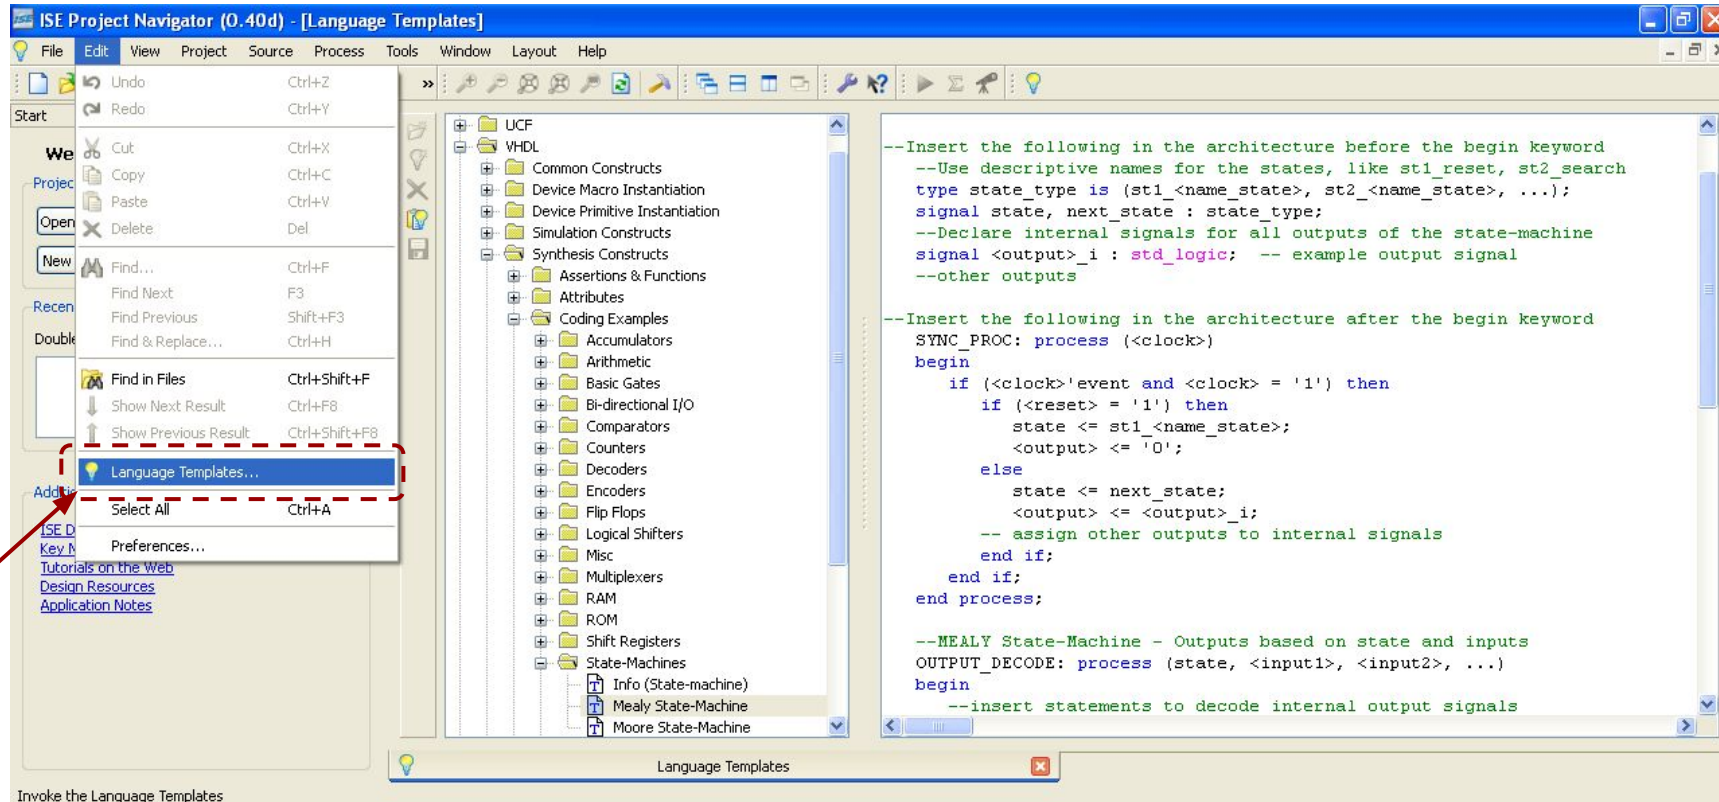 ISE Project Navigator (O.40d) - [Language Templates]
File Edit View Project Source Process Tools Window Layout Help
Start
We
Projec
Open
New
Recen
Double
Additio
ISE D
Key N
Tutorials on the Web
Design Resources
Application Notes
Undo Ctrl+Z
Redo Ctrl+Y
Cut Ctrl+X
Copy Ctrl+C
Paste Ctrl+V
Delete Del
Find... Ctrl+F
Find Next F3
Find Previous Shift+F3
Find & Replace... Ctrl+H
Find in Files Ctrl+Shift+F
Show Next Result Ctrl+F8
Show Previous Result Ctrl+Shift+F8
Language Templates...
Select All Ctrl+A
Preferences...
UCF
VHDL
Common Constructs
Device Macro Instantiation
Device Primitive Instantiation
Simulation Constructs
Synthesis Constructs
Assertions & Functions
Attributes
Coding Examples
Accumulators
Arithmetic
Basic Gates
Bi-directional I/O
Comparators
Counters
Decoders
Encoders
Flip Flops
Logical Shifters
Misc
Multiplexers
RAM
ROM
Shift Registers
State-Machines
Info (State-machine)
Mealy State-Machine
Moore State-Machine
--Insert the following in the architecture before the begin keyword
--Use descriptive names for the states, like st1_reset, st2_search
type state_type is (st1_<name_state>, st2_<name_state>, ...);
signal state, next_state : state_type;
--Declare internal signals for all outputs of the state-machine
signal <output>_i : std_logic; -- example output signal
--other outputs
--Insert the following in the architecture after the begin keyword
SYNC_PROC: process (<clock>)
begin
if (<clock>'event and <clock> = '1') then
if (<reset> = '1') then
state <= st1_<name_state>;
<output> <= '0';
else
state <= next_state;
<output> <= <output>_i;
-- assign other outputs to internal signals
end if;
end if;
end process;
--MEALY State-Machine - Outputs based on state and inputs
OUTPUT_DECODE: process (state, <input1>, <input2>, ...)
begin
--insert statements to decode internal output signals
Language Templates
Invoke the Language Templates